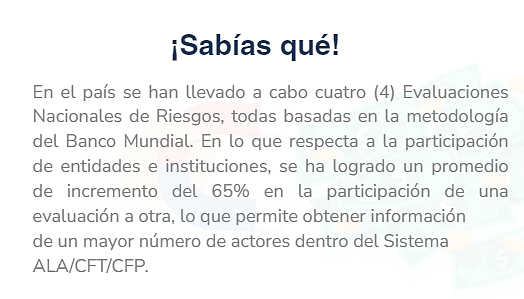 ¡Sabías qué!
En el país se han llevado a cabo cuatro (4) Evaluaciones
Nacionales de Riesgos, todas basadas en la metodología
del Banco Mundial. En lo que respecta a la participación
de entidades e instituciones, se ha logrado un promedio
de incremento del 65% en la participación de una
evaluación a otra, lo que permite obtener información
de un mayor número de actores dentro del Sistema
ALA/CFT/CFP.